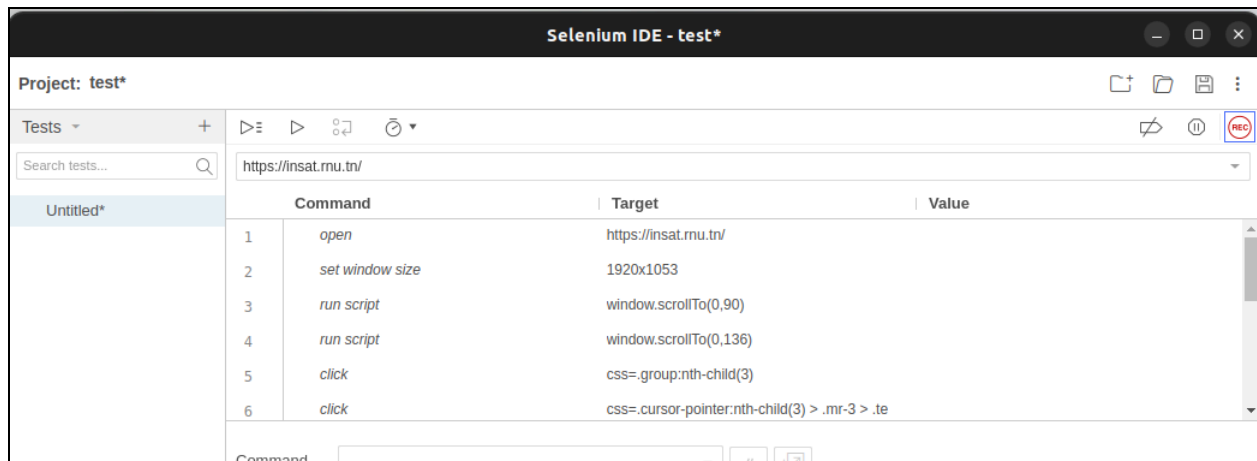 Selenium IDE - test*
Project: test*
Tests
Search tests...
https://insat.rnu.tn/
REC
Untitled*
Command Target Value
1 open https://insat.rnu.tn/
2 set window size 1920x1053
3 run script window.scrollTo(0,90)
4 run script window.scrollTo(0,136)
5 click css=.group:nth-child(3)
6 click css=.cursor-pointer:nth-child(3) > .mr-3 > .te
Command